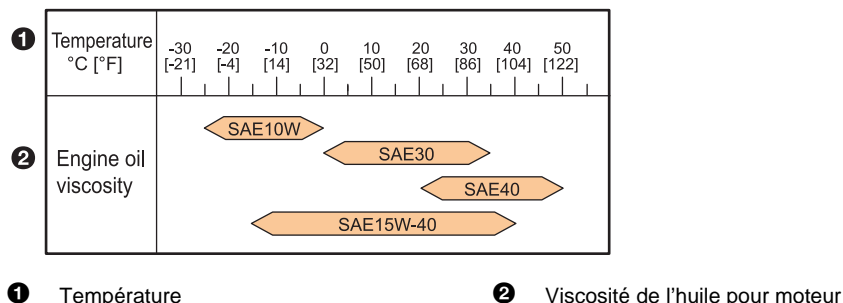 ❶ Temperature
°C [°F]
-30 -20 -10 0 10 20 30 40 50
[-21] [-4] [14] [32] [50] [68] [86] [104] [122]
❷ Engine oil
viscosity
SAE10W
SAE30
SAE40
SAE15W-40
❶ Température ❷ Viscosité de l'huile pour moteur